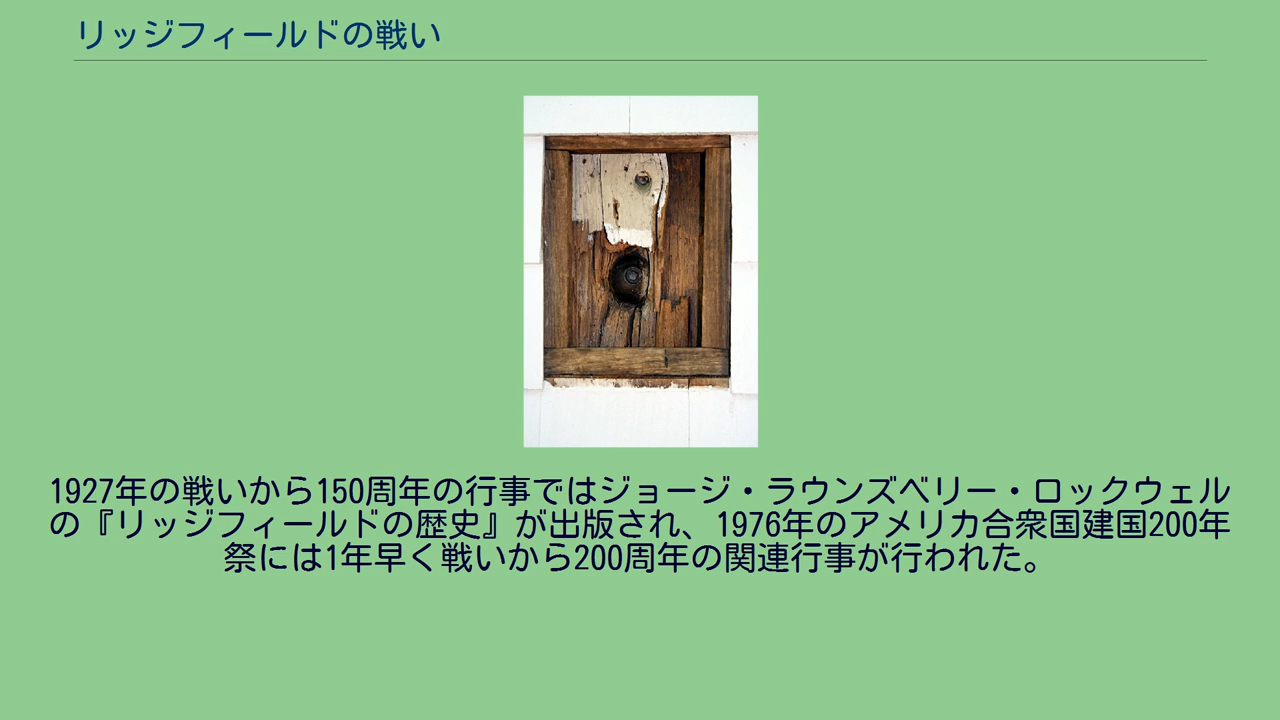 リッジフィールドの戦い
1927年の戦いから150周年の行事ではジョージ・ラウンズベリー・ロックウェル
の『リッジフィールドの歴史』が出版され、1976年のアメリカ合衆国建国200年
祭には1年早く戦いから200周年の関連行事が行われた。